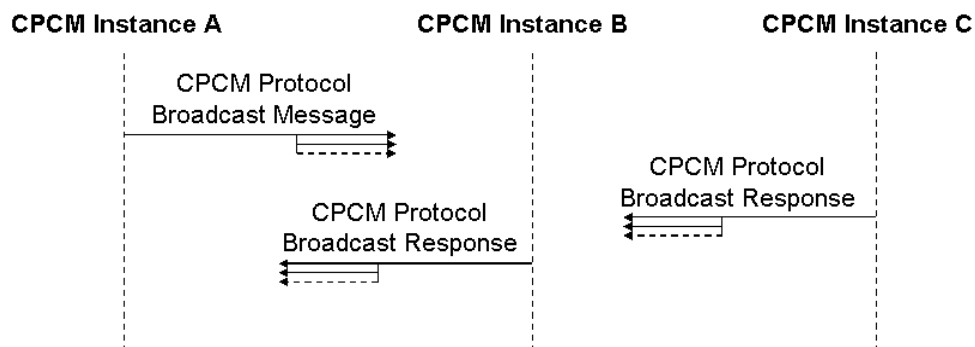 CPCM Instance A CPCM Instance B CPCM Instance C
CPCM Protocol
Broadcast Message
CPCM Protocol
Broadcast Response
CPCM Protocol
Broadcast Response